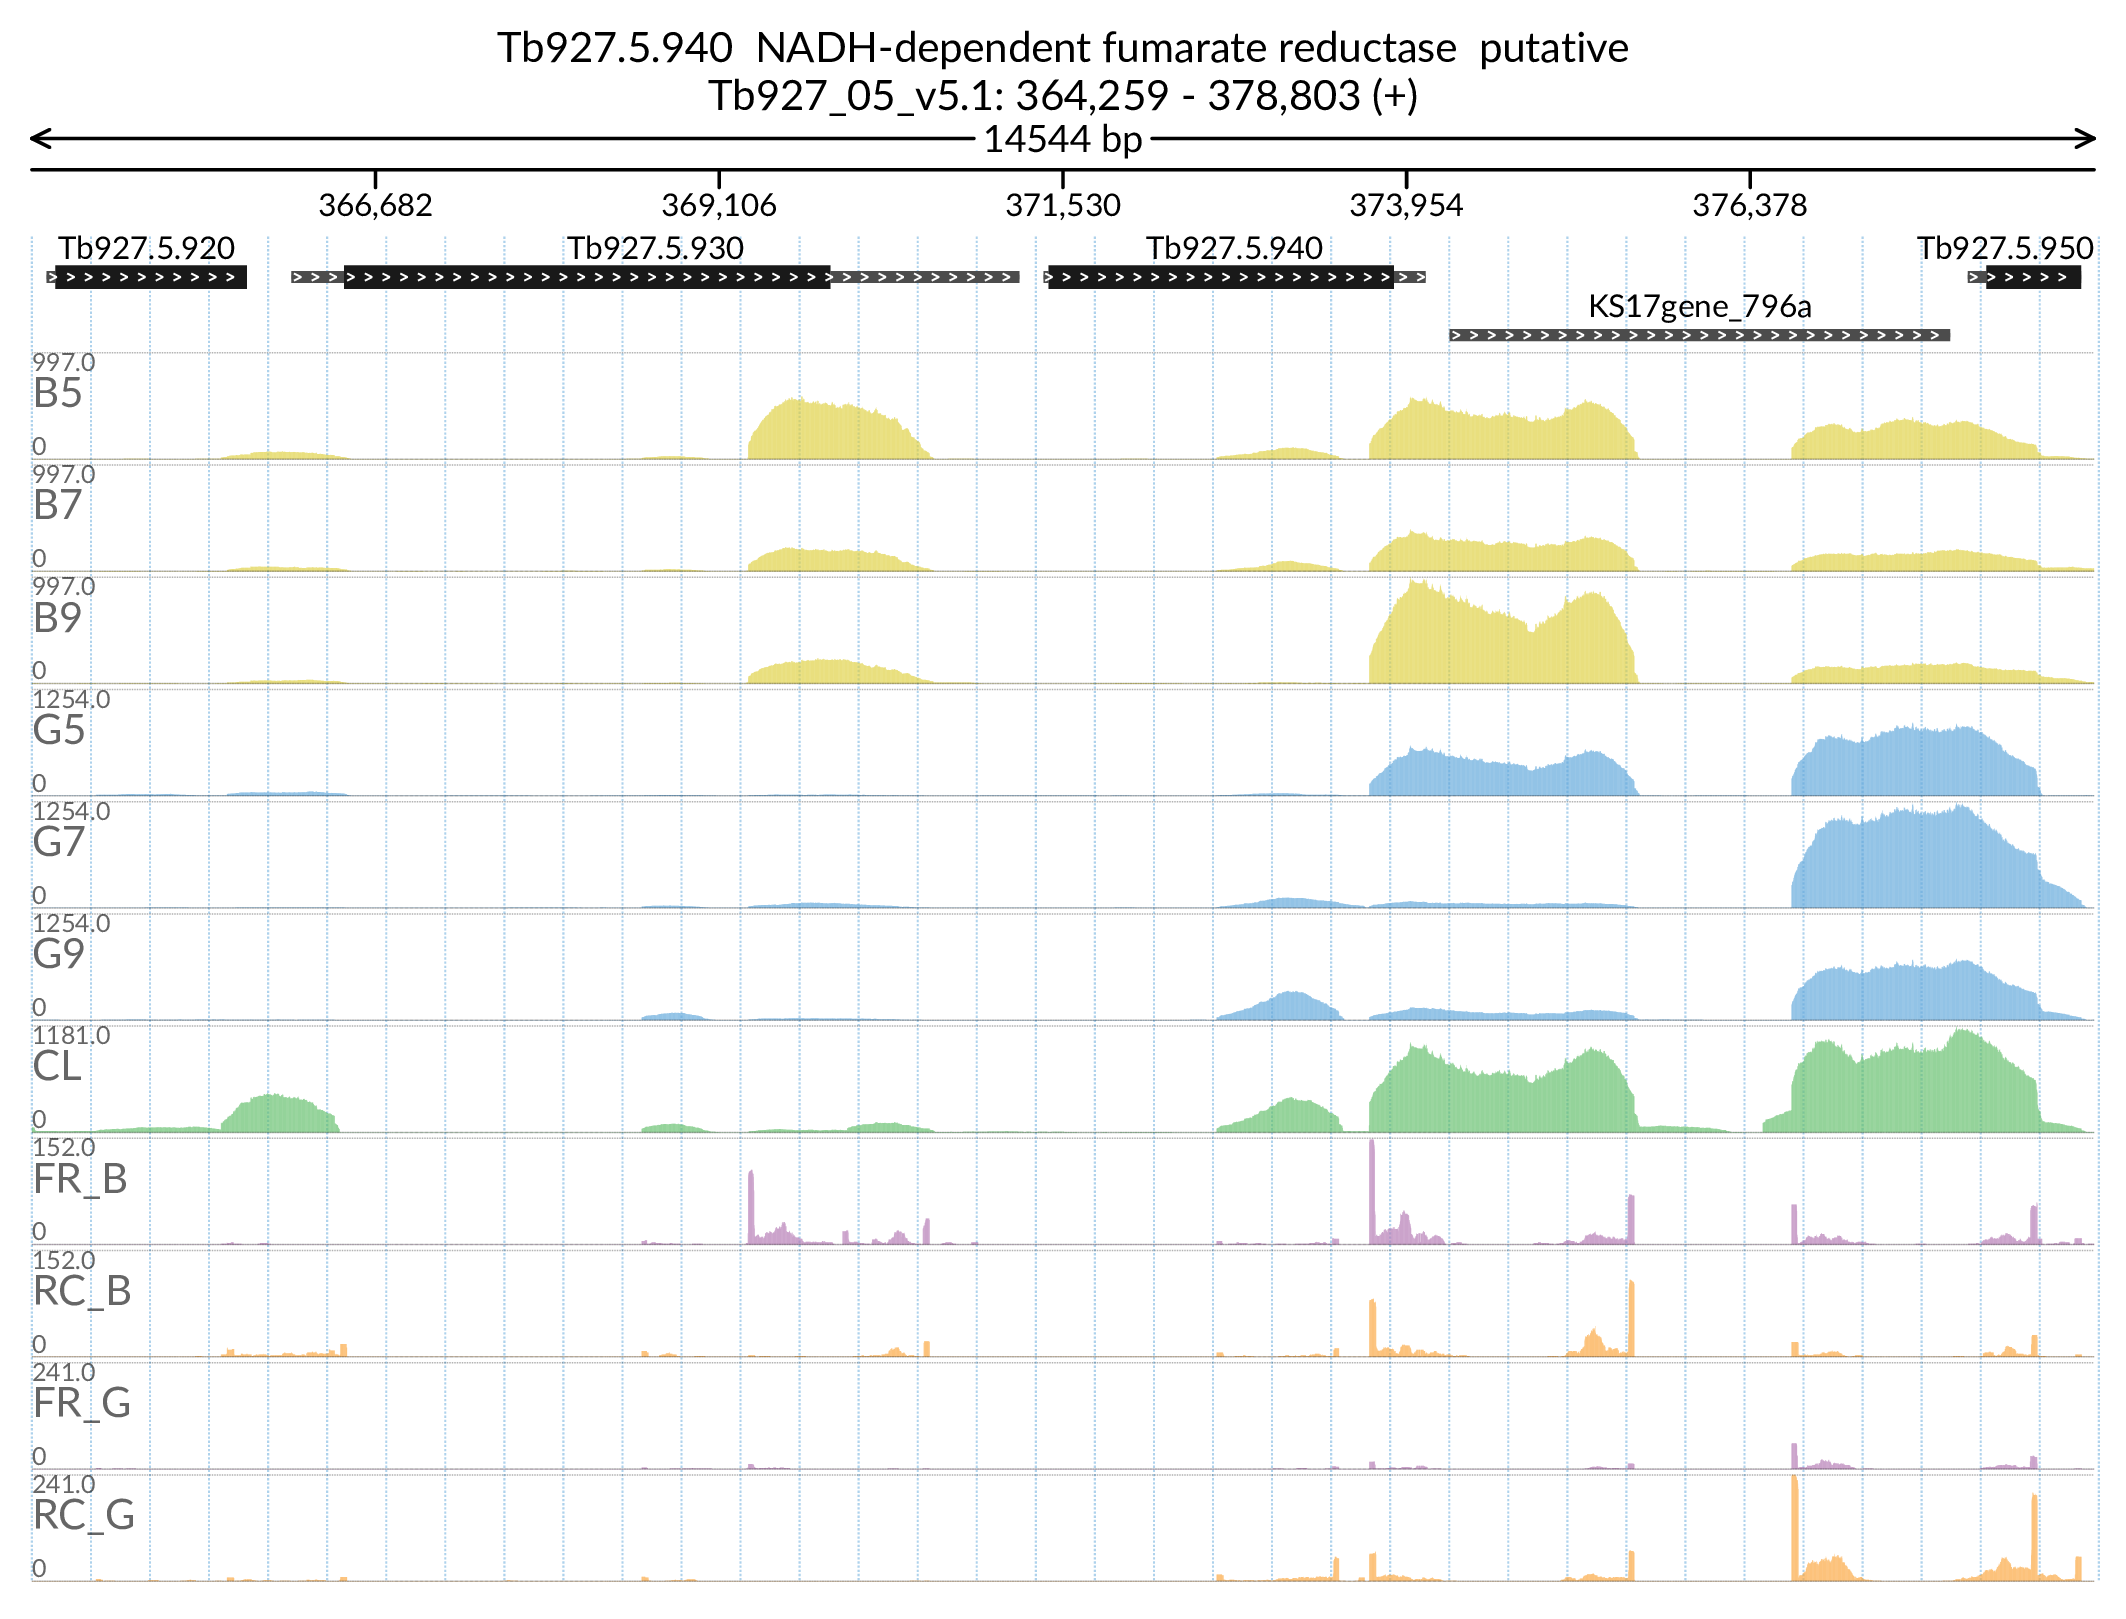 Tb927.5.940  NADH-dependent fumarate reductase  putative
Tb927_05_v5.1: 364,259 - 378,803 (+)
14544 bp
366,682 369,106 371,530 373,954 376,378
Tb927.5.920 Tb927.5.930 Tb927.5.940 Tb927.5.950
KS17gene_796a
997.0
B5
0
997.0
B7
0
997.0
B9
0
1254.0
G5
0
1254.0
G7
0
1254.0
G9
0
1181.0
CL
0
152.0
FR_B
0
152.0
RC_B
0
241.0
FR_G
0
241.0
RC_G
0